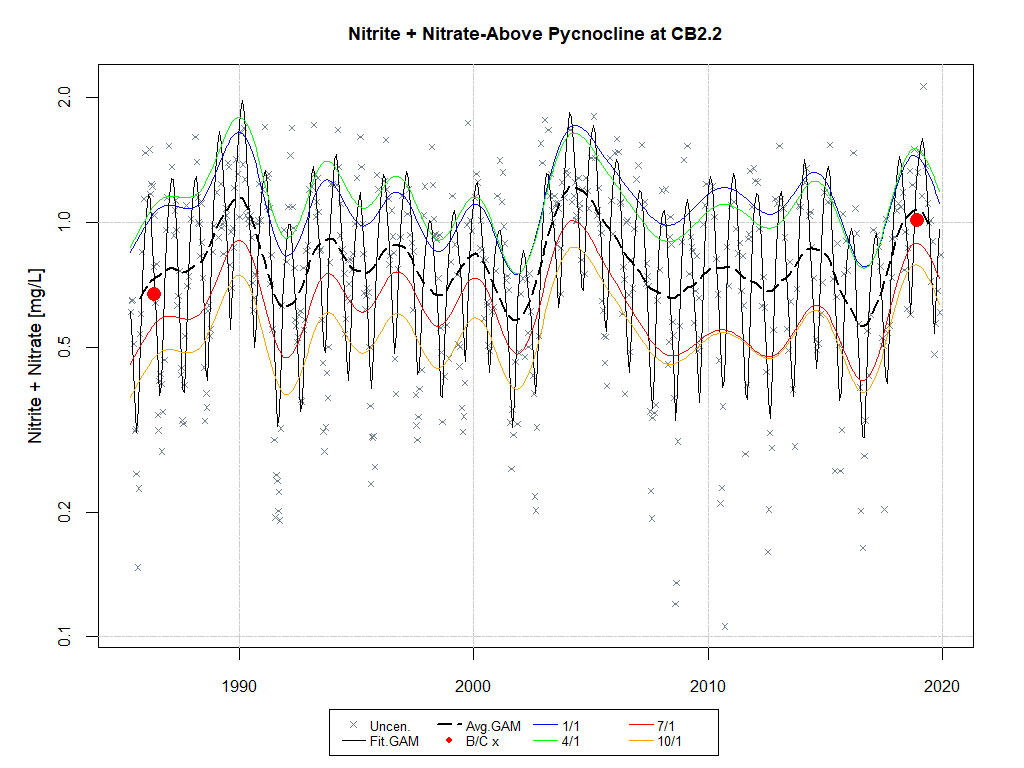 Nitrite + Nitrate-Above Pycnocline at CB2.2
Nitrite + Nitrate [mg/L]
2.0
1.0
0.5
0.2
0.1
1990 2000 2010 2020
Uncen. Avg.GAM 1/1 7/1
Fit.GAM B/C x 4/1 10/1